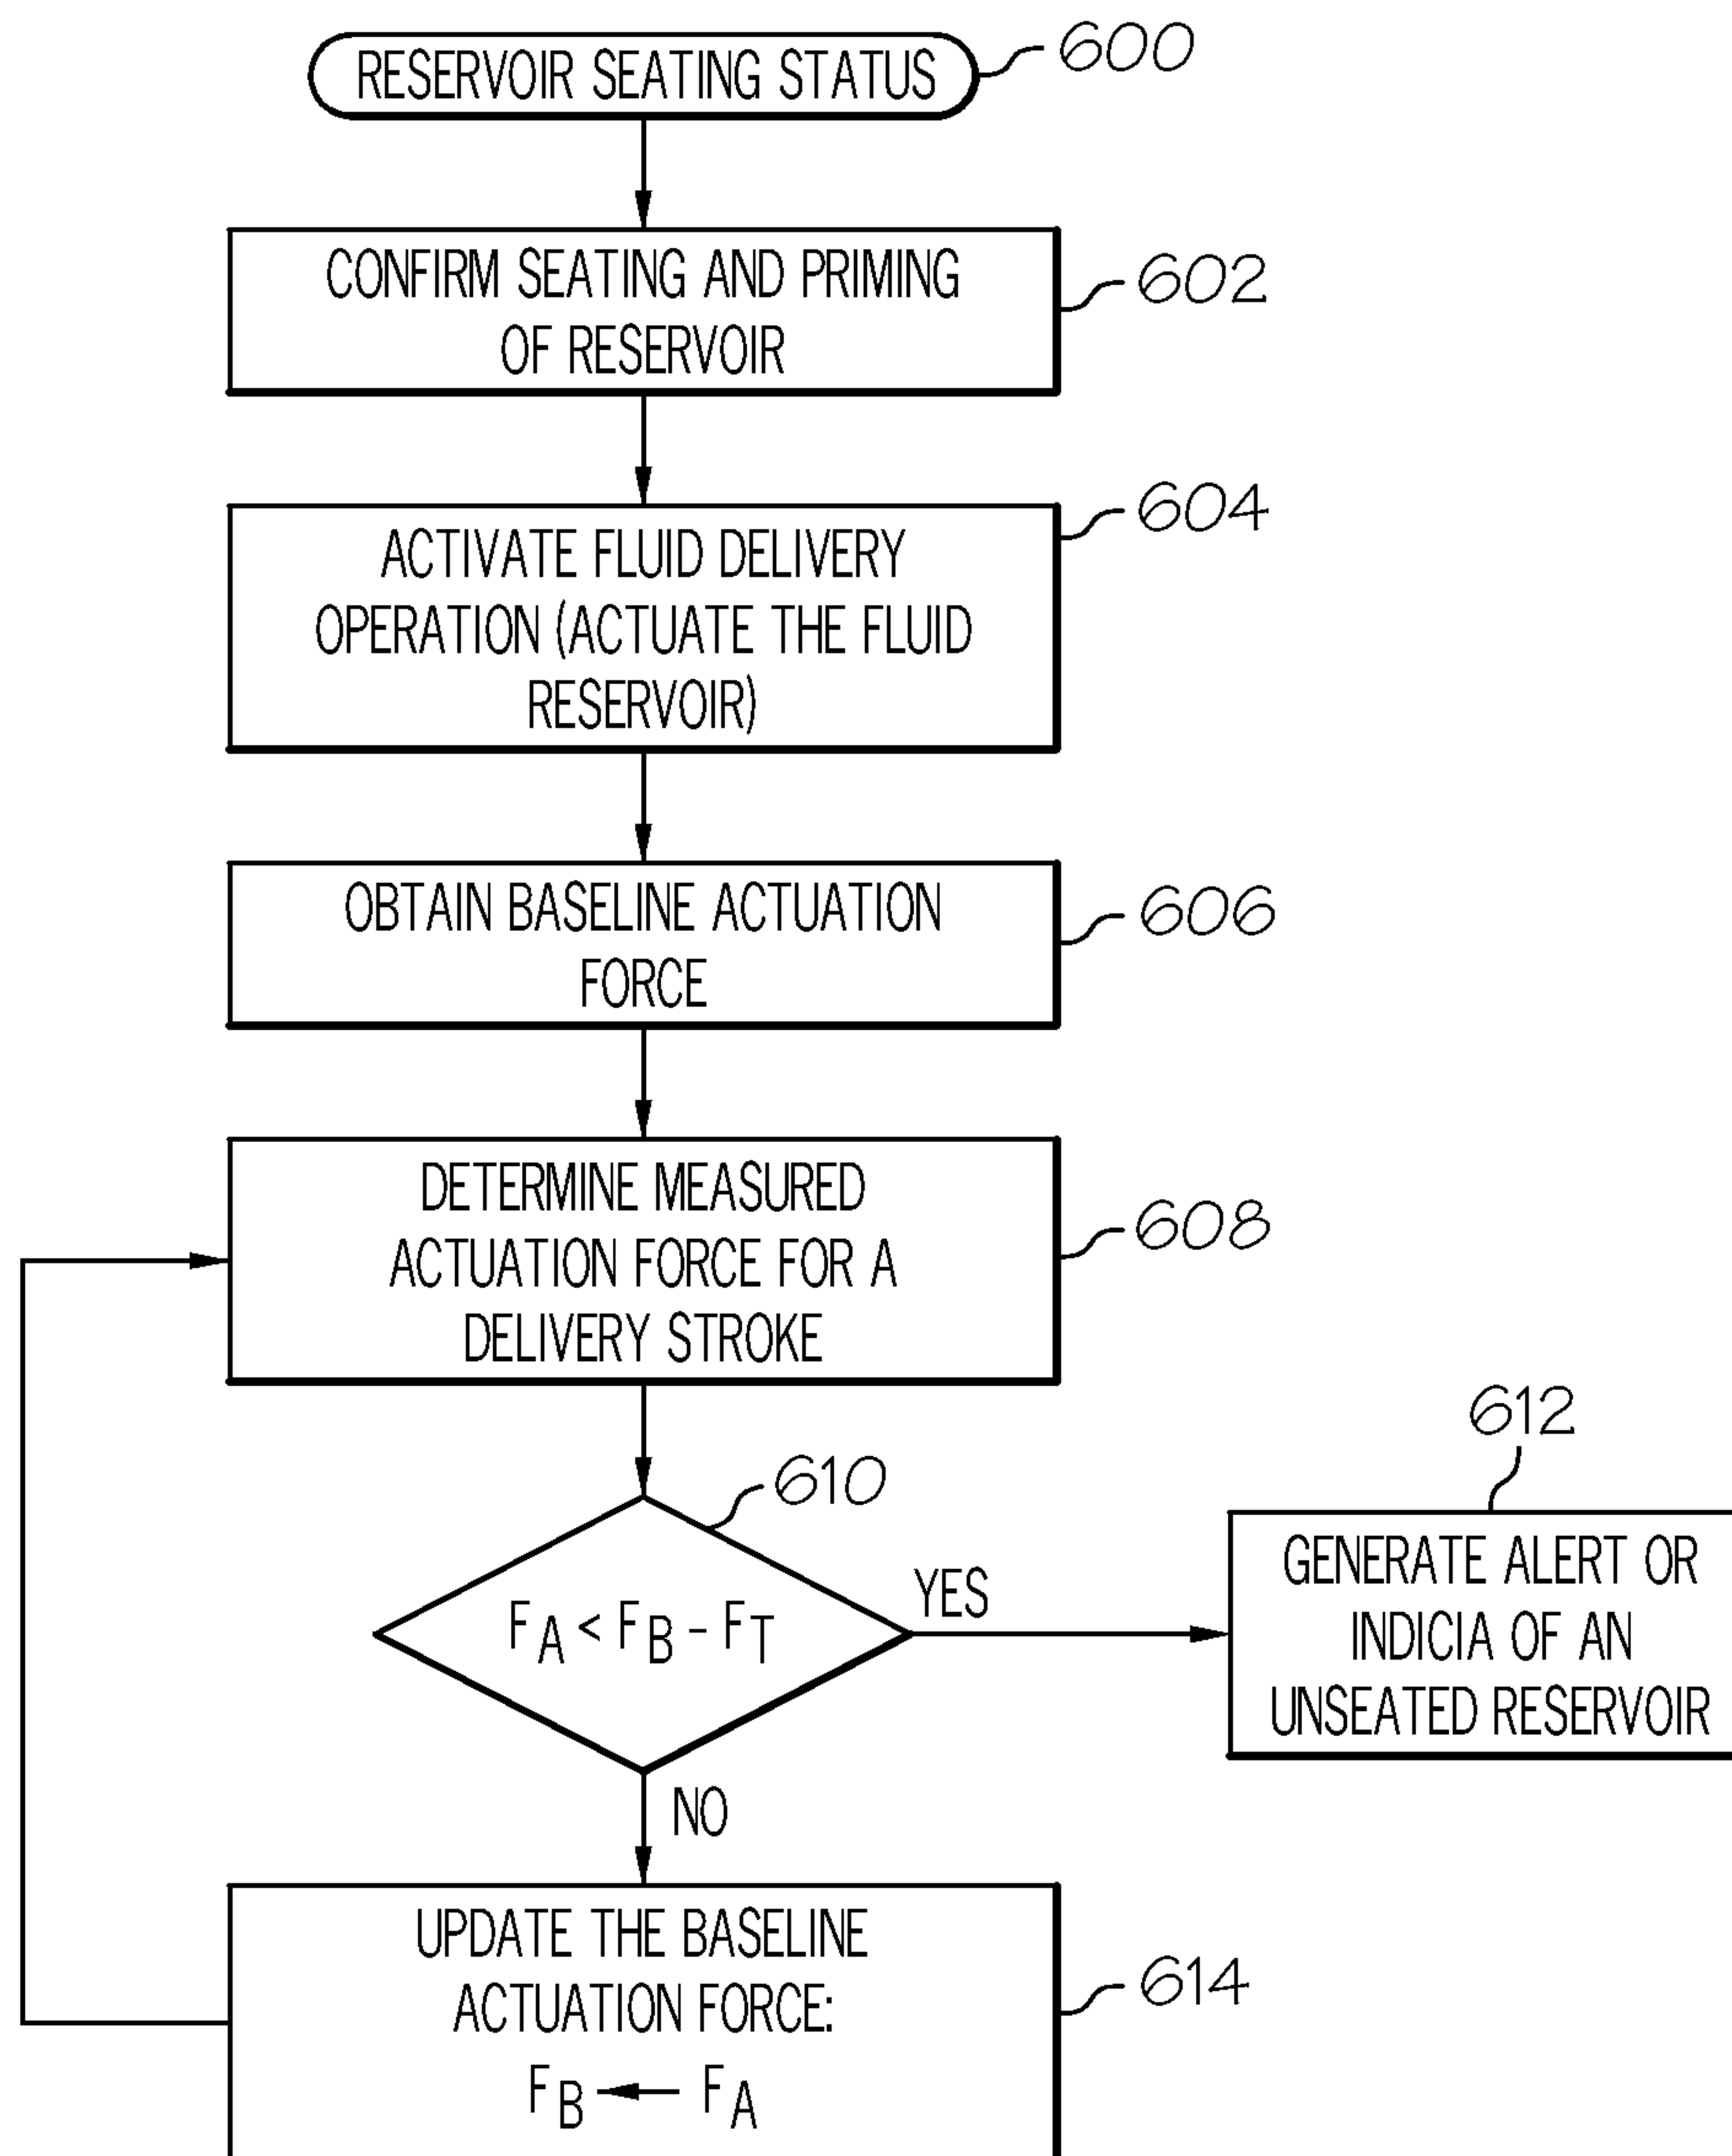 RESERVOIR SEATING STATUS
600
CONFIRM SEATING AND PRIMING
OF RESERVOIR
602
ACTIVATE FLUID DELIVERY
OPERATION (ACTUATE THE FLUID
RESERVOIR)
604
OBTAIN BASELINE ACTUATION
FORCE
606
DETERMINE MEASURED
ACTUATION FORCE FOR A
DELIVERY STROKE
608
610
FA < FB - FT
YES
612
GENERATE ALERT OR
INDICIA OF AN
UNSEATED RESERVOIR
NO
UPDATE THE BASELINE
ACTUATION FORCE:
FB ← FA
614